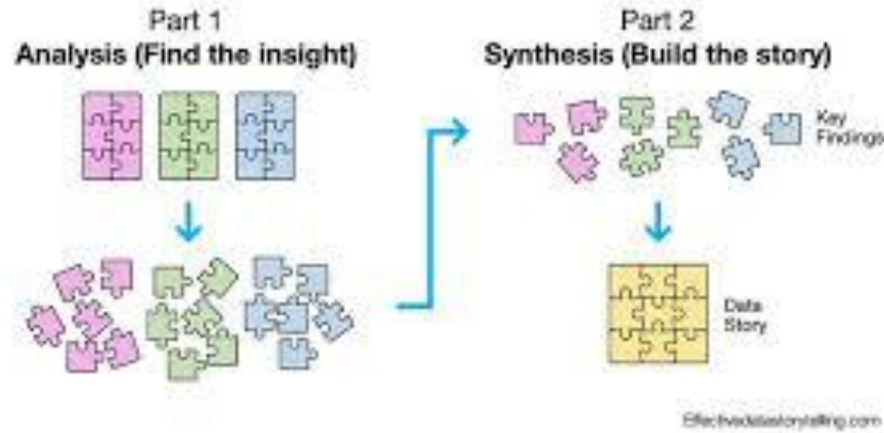 Part 1
Analysis (Find the insight)
Part 2
Synthesis (Build the story)
Key
Findings
Data
Story
Effectivedatastorytelling.com